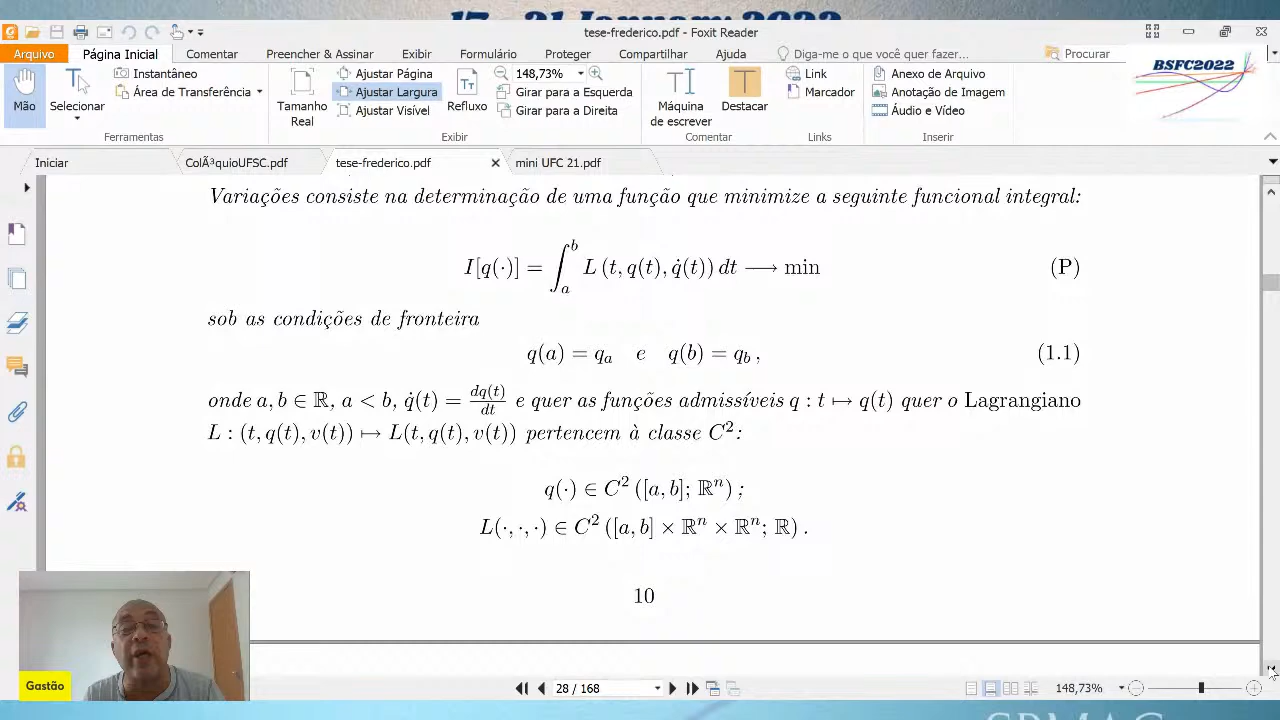 17 - 21 January 2022
tese-frederico.pdf - Foxit Reader
Arquivo Página Inicial Comentar Preencher & Assinar Exibir Formulário Proteger Compartilhar Ajuda Diga-me o que você quer fazer... Procurar
BSFC2022
Mão
Selecionar
Instantâneo
Área de Transferência
Ferramentas
Tamanho
Real
Ajustar Página
Ajustar Largura
Ajustar Visível
Refluxo
148,73%
Girar para a Esquerda
Girar para a Direita
Exibir
Máquina
de escrever
Destacar
Comentar
Link
Marcador
Links
Anexo de Arquivo
Anotação de Imagem
Áudio e Vídeo
Inserir
Iniciar ColÃ³quioUFSC.pdf tese-frederico.pdf mini UFC 21.pdf
Variações consiste na determinação de uma função que minimize a seguinte funcional integral:
I[q(·)] = ∫_a^b L (t, q(t), q̇(t)) dt ⟶ min (P)
sob as condições de fronteira
q(a) = q_a e q(b) = q_b , (1.1)
onde a, b ∈ ℝ, a < b, q̇(t) = dq(t)/dt e quer as funções admissíveis q : t ↦ q(t) quer o Lagrangiano
L : (t, q(t), v(t)) ↦ L(t, q(t), v(t)) pertencem à classe C²:
q(·) ∈ C² ([a, b]; ℝⁿ) ;
L(·, ·, ·) ∈ C² ([a, b] × ℝⁿ × ℝⁿ; ℝ) .
10
Gastão
28 / 168
148,73%